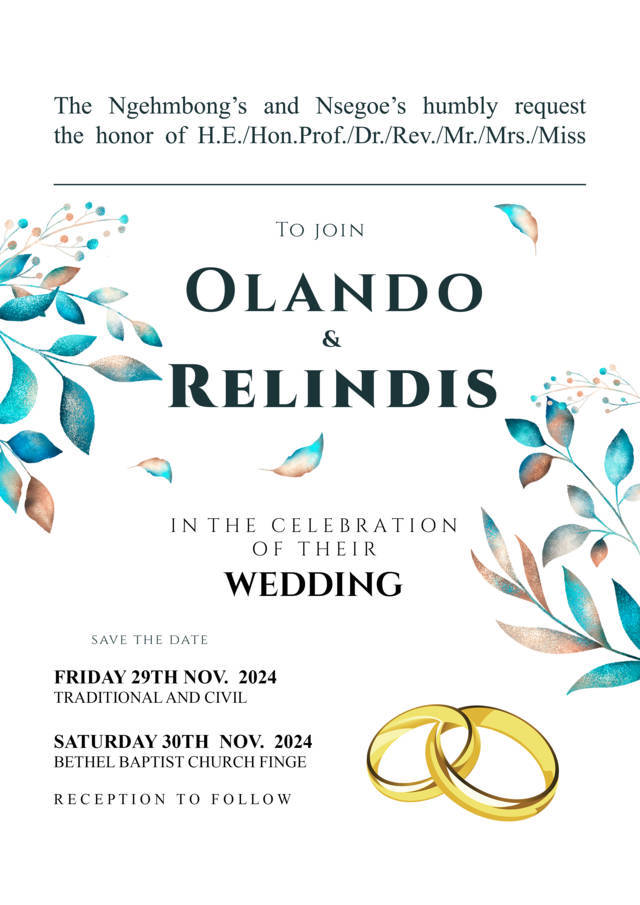 The Ngehmbong’s and Nsegoe’s humbly request
the honor of H.E./Hon.Prof./Dr./Rev./Mr./Mrs./Miss
To join
Olando
&
Relindis
IN THE CELEBRATION
OF THEIR
WEDDING
SAVE THE DATE
FRIDAY 29TH NOV. 2024
TRADITIONAL AND CIVIL
SATURDAY 30TH NOV. 2024
BETHEL BAPTIST CHURCH FINGE
RECEPTION TO FOLLOW